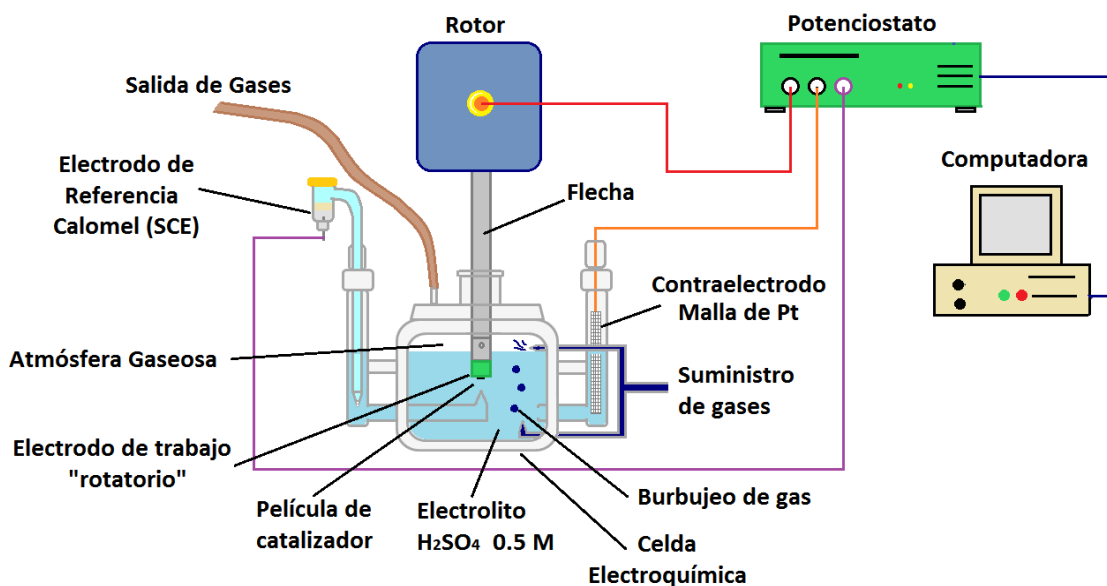 Rotor
Potenciostato
Salida de Gases
Electrodo de
Referencia
Calomel (SCE)
Computadora
Flecha
Contraelectrodo
Malla de Pt
Atmósfera Gaseosa
Suministro
de gases
Electrodo de trabajo
"rotatorio"
Película de
catalizador
Electrolito
H₂SO₄ 0.5 M
Burbujeo de gas
Celda
Electroquímica